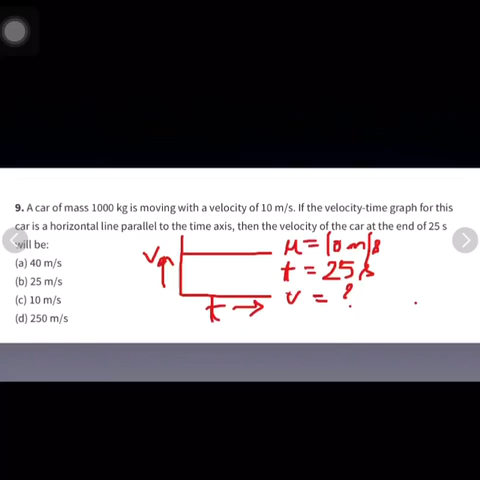 9. A car of mass 1000 kg is moving with a velocity of 10 m/s. If the velocity-time graph for this
car is a horizontal line parallel to the time axis, then the velocity of the car at the end of 25 s
will be:
(a) 40 m/s
(b) 25 m/s
(c) 10 m/s
(d) 250 m/s
u = 10 m/s
t = 25 s
v = ?
v↑
t →